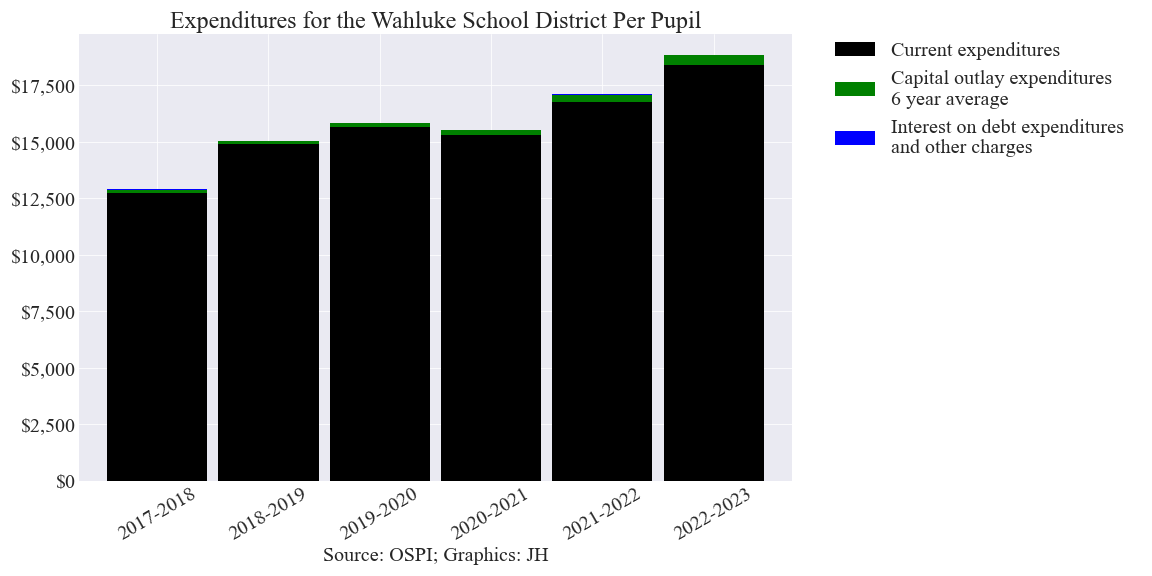 Expenditures for the Wahluke School District Per Pupil
$17,500
$15,000
$12,500
$10,000
$7,500
$5,000
$2,500
$0
2017-2018
2018-2019
2019-2020
2020-2021
2021-2022
2022-2023
Source: OSPI; Graphics: JH
Current expenditures
Capital outlay expenditures
6 year average
Interest on debt expenditures
and other charges